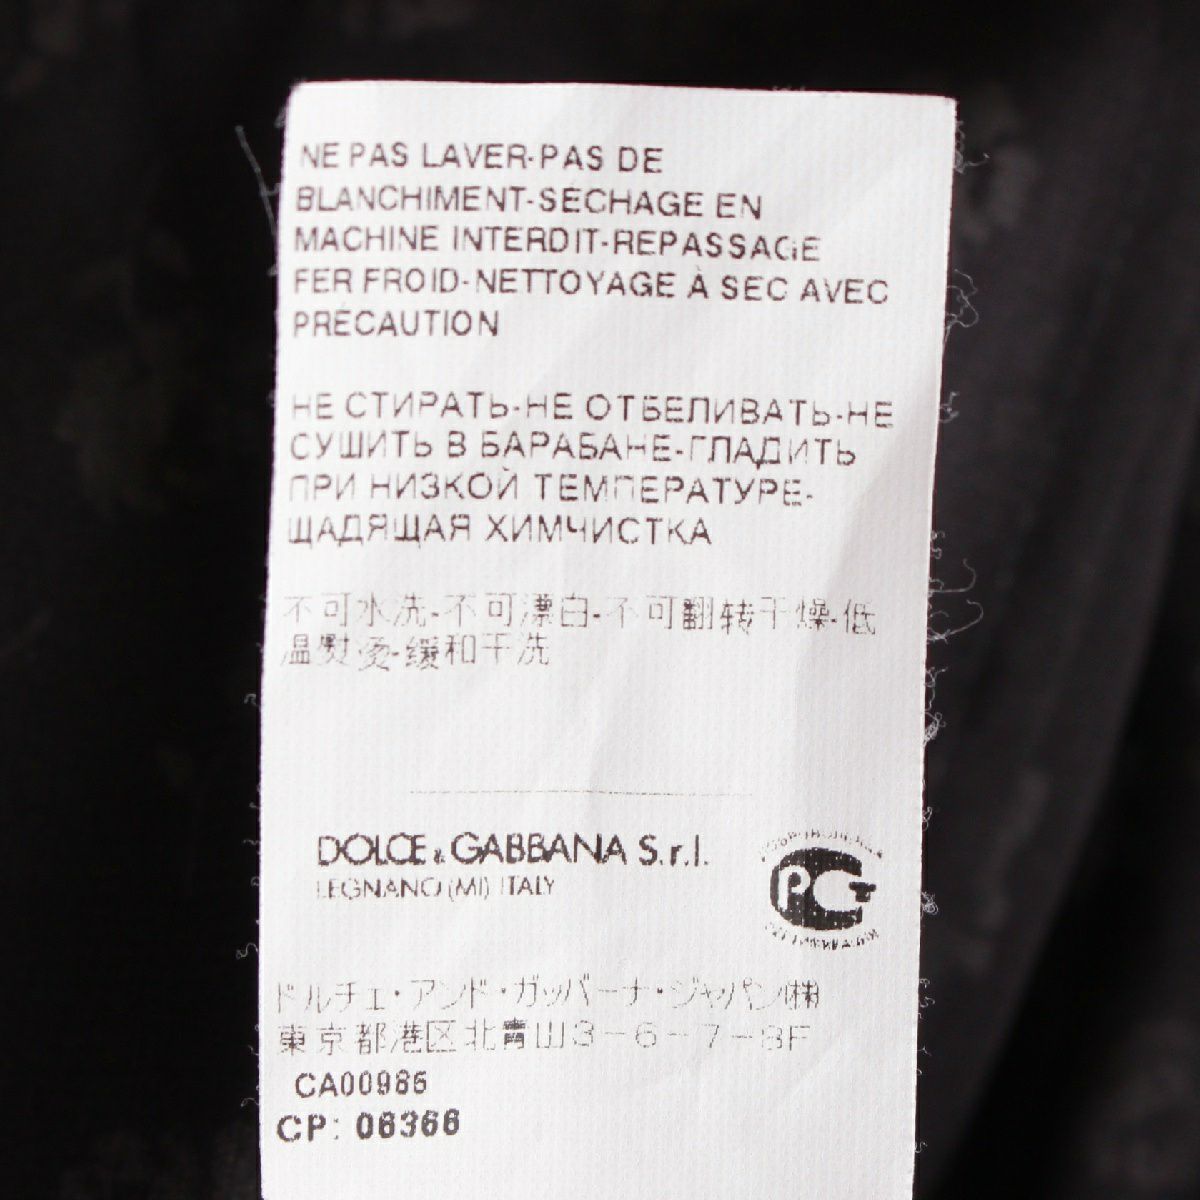 NE PAS LAVER-PAS DE
BLANCHIMENT-SECHAGE EN
MACHINE INTERDIT-REPASSAGE
FER FROID-NETTOYAGE À SEC AVEC
PRÉCAUTION
НЕ СТИРАТЬ-НЕ ОТБЕЛИВАТЬ-НЕ
СУШИТЬ В БАРАБАНЕ-ГЛАДИТЬ
ПРИ НИЗКОЙ ТЕМПЕРАТУРЕ-
ЩАДЯЩАЯ ХИМЧИСТКА
不可水洗-不可漂白-不可翻转干燥-低
温熨烫-缓和干洗
DOLCE & GABBANA S.r.l.
LEGNANO (MI) ITALY
ДОБРОВОЛЬНАЯ
РСТ
СЕРТИФИКАЦИЯ
ドルチェ・アンド・ガッバーナ・ジャパン(株)
東京都港区北青山3-6-7-8F
CA00986
CP: 06366